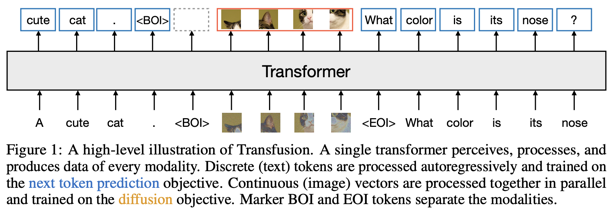 cute cat . <BOI> What color is its nose ?
Transformer
A cute cat . <BOI> <EOI> What color is its nose
Figure 1: A high-level illustration of Transfusion. A single transformer perceives, processes, and
produces data of every modality. Discrete (text) tokens are processed autoregressively and trained on
the next token prediction objective. Continuous (image) vectors are processed together in parallel
and trained on the diffusion objective. Marker BOI and EOI tokens separate the modalities.